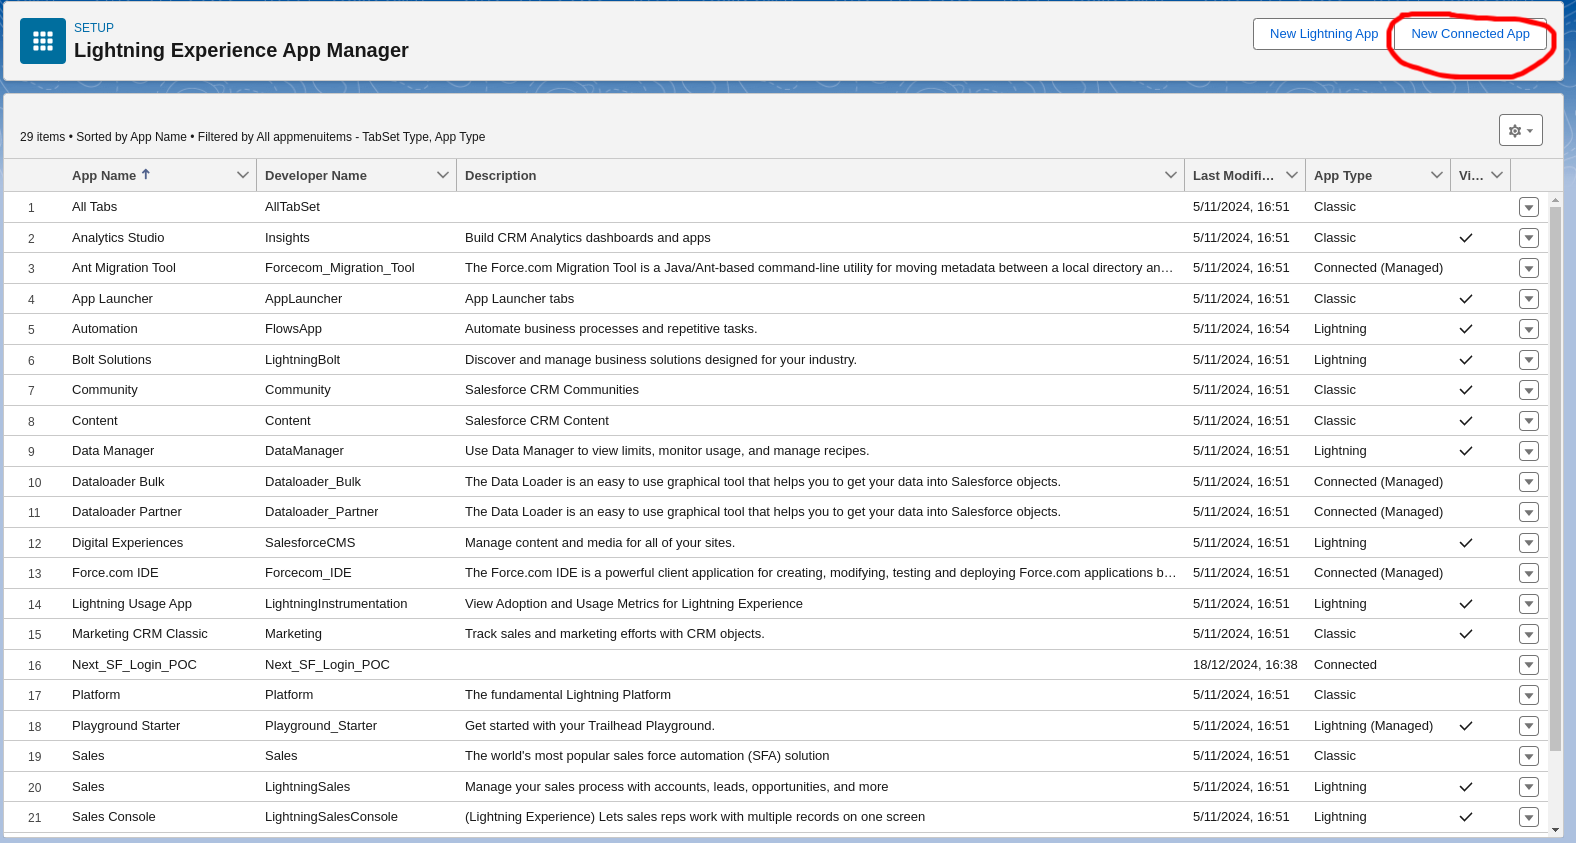 SETUP
Lightning Experience App Manager
New Lightning App New Connected App
29 items • Sorted by App Name • Filtered by All appmenuitems - TabSet Type, App Type
App Name Developer Name Description Last Modifi... App Type Vi...
1 All Tabs AllTabSet 5/11/2024, 16:51 Classic
2 Analytics Studio Insights Build CRM Analytics dashboards and apps 5/11/2024, 16:51 Classic
3 Ant Migration Tool Forcecom_Migration_Tool The Force.com Migration Tool is a Java/Ant-based command-line utility for moving metadata between a local directory an... 5/11/2024, 16:51 Connected (Managed)
4 App Launcher AppLauncher App Launcher tabs 5/11/2024, 16:51 Classic
5 Automation FlowsApp Automate business processes and repetitive tasks. 5/11/2024, 16:54 Lightning
6 Bolt Solutions LightningBolt Discover and manage business solutions designed for your industry. 5/11/2024, 16:51 Lightning
7 Community Community Salesforce CRM Communities 5/11/2024, 16:51 Classic
8 Content Content Salesforce CRM Content 5/11/2024, 16:51 Classic
9 Data Manager DataManager Use Data Manager to view limits, monitor usage, and manage recipes. 5/11/2024, 16:51 Lightning
10 Dataloader Bulk Dataloader_Bulk The Data Loader is an easy to use graphical tool that helps you to get your data into Salesforce objects. 5/11/2024, 16:51 Connected (Managed)
11 Dataloader Partner Dataloader_Partner The Data Loader is an easy to use graphical tool that helps you to get your data into Salesforce objects. 5/11/2024, 16:51 Connected (Managed)
12 Digital Experiences SalesforceCMS Manage content and media for all of your sites. 5/11/2024, 16:51 Lightning
13 Force.com IDE Forcecom_IDE The Force.com IDE is a powerful client application for creating, modifying, testing and deploying Force.com applications b... 5/11/2024, 16:51 Connected (Managed)
14 Lightning Usage App LightningInstrumentation View Adoption and Usage Metrics for Lightning Experience 5/11/2024, 16:51 Lightning
15 Marketing CRM Classic Marketing Track sales and marketing efforts with CRM objects. 5/11/2024, 16:51 Classic
16 Next_SF_Login_POC Next_SF_Login_POC 18/12/2024, 16:38 Connected
17 Platform Platform The fundamental Lightning Platform 5/11/2024, 16:51 Classic
18 Playground Starter Playground_Starter Get started with your Trailhead Playground. 5/11/2024, 16:51 Lightning (Managed)
19 Sales Sales The world's most popular sales force automation (SFA) solution 5/11/2024, 16:51 Classic
20 Sales LightningSales Manage your sales process with accounts, leads, opportunities, and more 5/11/2024, 16:51 Lightning
21 Sales Console LightningSalesConsole (Lightning Experience) Lets sales reps work with multiple records on one screen 5/11/2024, 16:51 Lightning